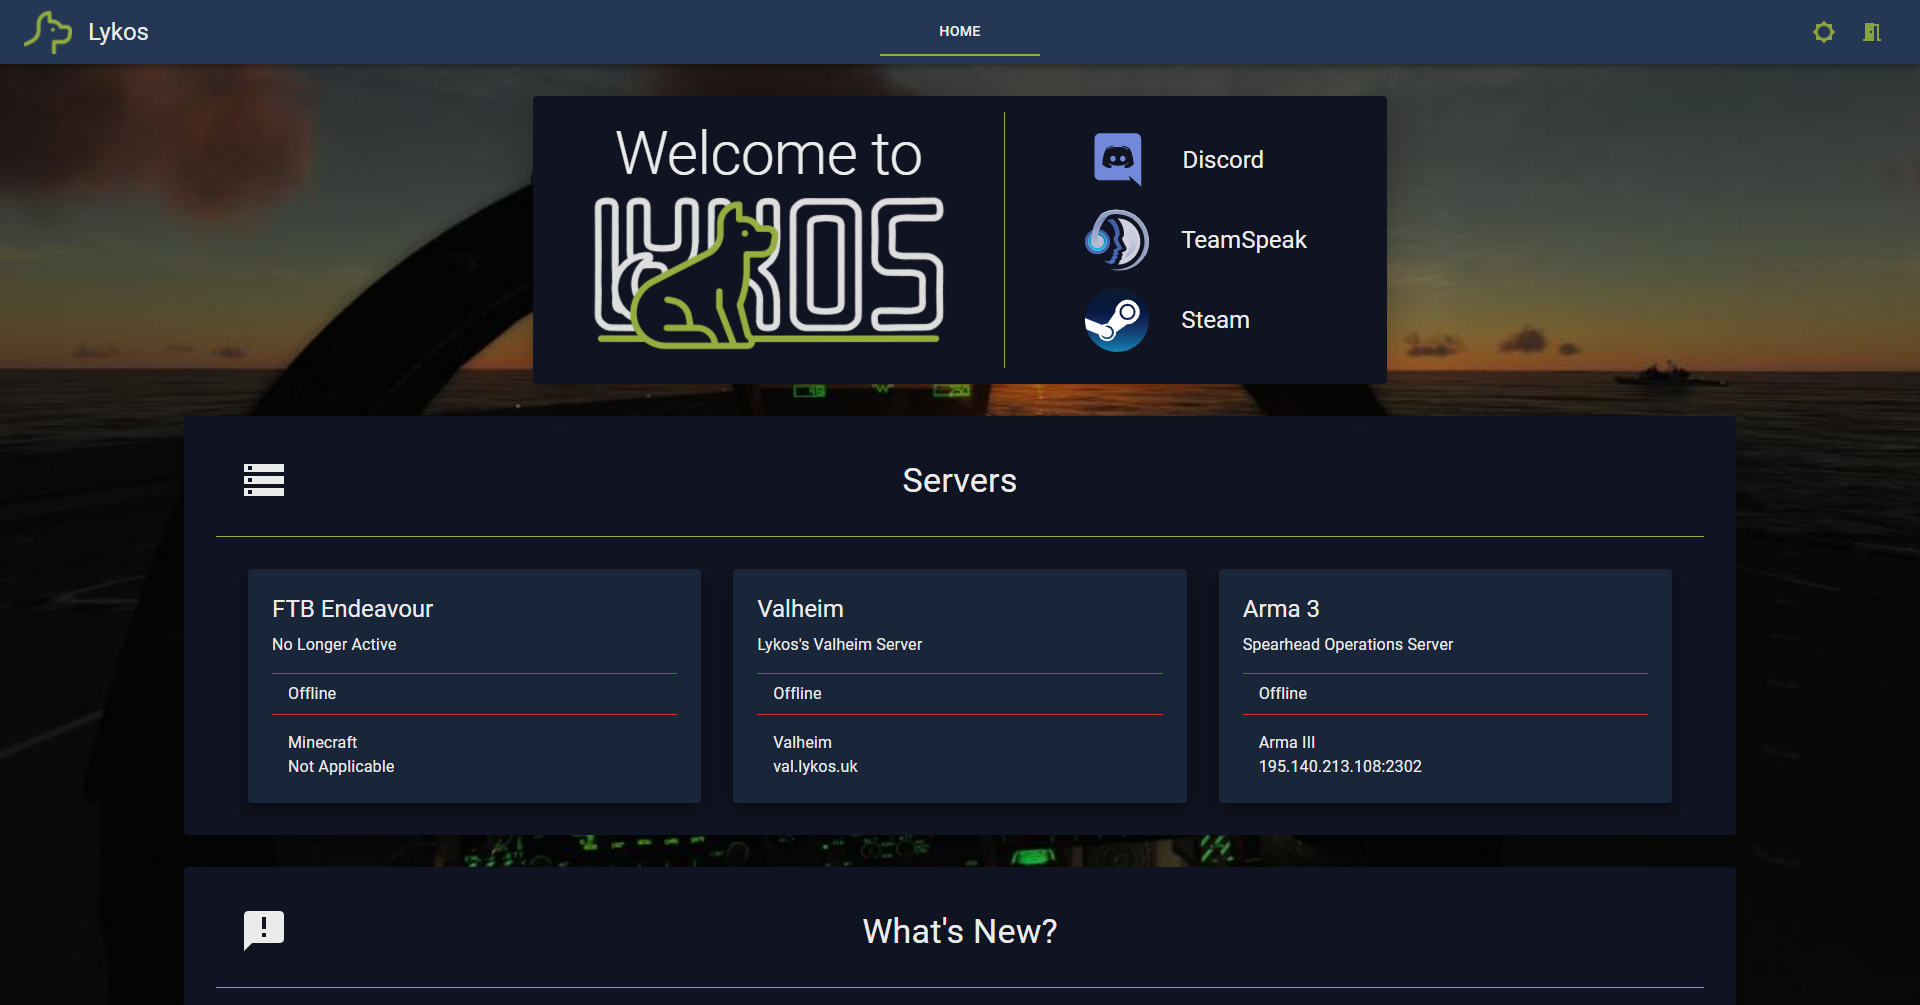 Lykos
HOME
Welcome to
LYKOS
Discord
TeamSpeak
Steam
Servers
FTB Endeavour
No Longer Active
Offline
Minecraft
Not Applicable
Valheim
Lykos's Valheim Server
Offline
Valheim
val.lykos.uk
Arma 3
Spearhead Operations Server
Offline
Arma III
195.140.213.108:2302
What's New?